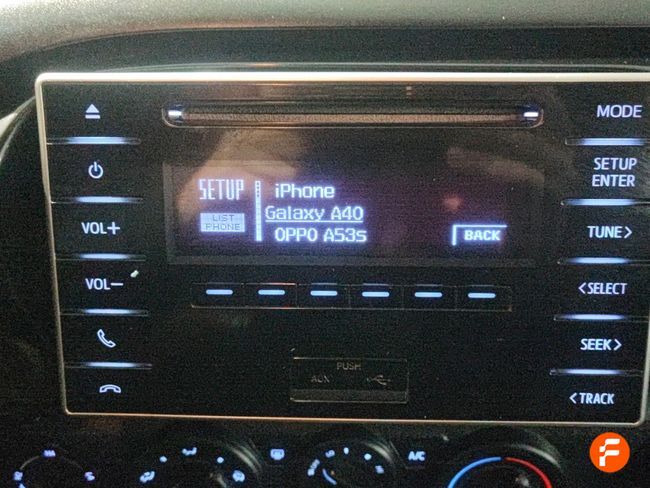 MODE
SETUP
ENTER
VOL+
TUNE>
VOL-
<SELECT
SEEK>
<TRACK
SETUP
LIST
PHONE
iPhone
Galaxy A40
OPPO A53s
BACK
PUSH
AUX
A/C